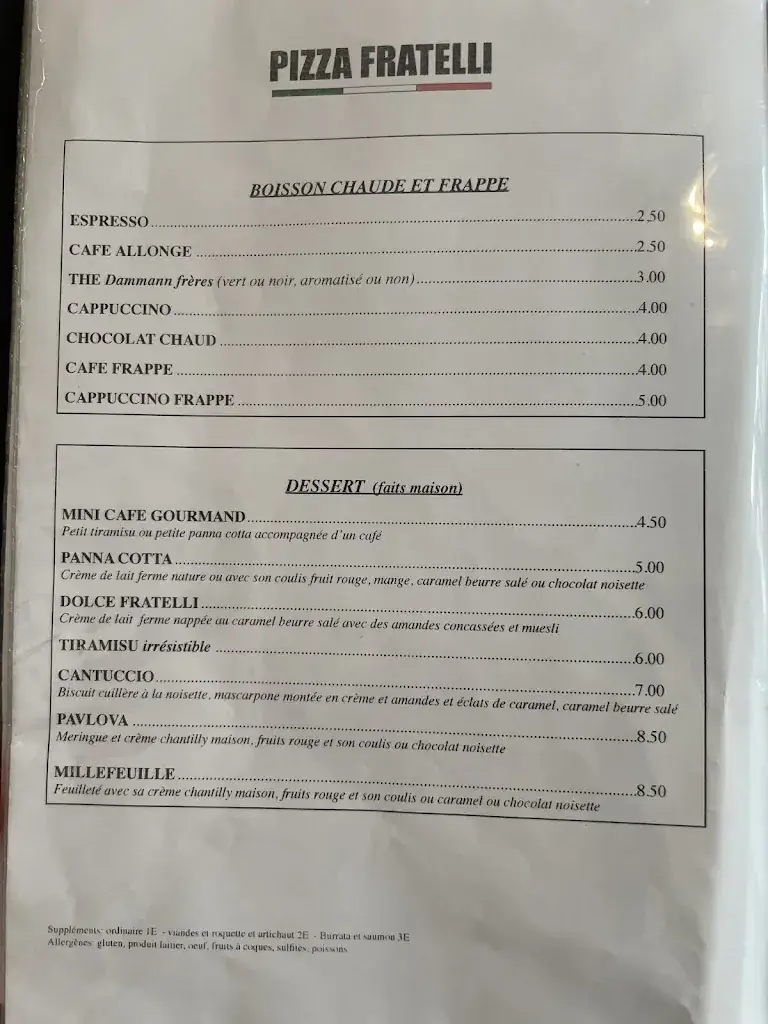 PIZZA FRATELLI
BOISSON CHAUDE ET FRAPPE
ESPRESSO 2.50
CAFE ALLONGE 2.50
THE Dammann frères (vert ou noir, aromatisé ou non) 3.00
CAPPUCCINO 4.00
CHOCOLAT CHAUD 4.00
CAFE FRAPPE 4.00
CAPPUCCINO FRAPPE 5.00
DESSERT (faits maison)
MINI CAFE GOURMAND 4.50
Petit tiramisu ou petite panna cotta accompagnée d'un café
PANNA COTTA 5.00
Crème de lait ferme nature ou avec son coulis fruit rouge, mange, caramel beurre salé ou chocolat noisette
DOLCE FRATELLI 6.00
Crème de lait ferme nappée au caramel beurre salé avec des amandes concassées et muesli
TIRAMISU irrésistible 6.00
CANTUCCIO 7.00
Biscuit cuillère à la noisette, mascarpone montée en crème et amandes et éclats de caramel, caramel beurre salé
PAVLOVA 8.50
Meringue et crème chantilly maison, fruits rouge et son coulis ou chocolat noisette
MILLEFEUILLE 8.50
Feuilleté avec sa crème chantilly maison, fruits rouge et son coulis ou caramel ou chocolat noisette
Suppléments: ordinaire 1E - viandes et roquette et artichaut 2E - Burrata et saumon 3E
Allergènes: gluten, produit laitier, oeuf, fruits à coques, sulfites, poissons